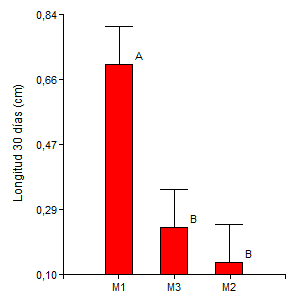 Longitud 30 días (cm)
0,84
0,66
0,47
0,29
0,10
A
B
B
M1 M3 M2